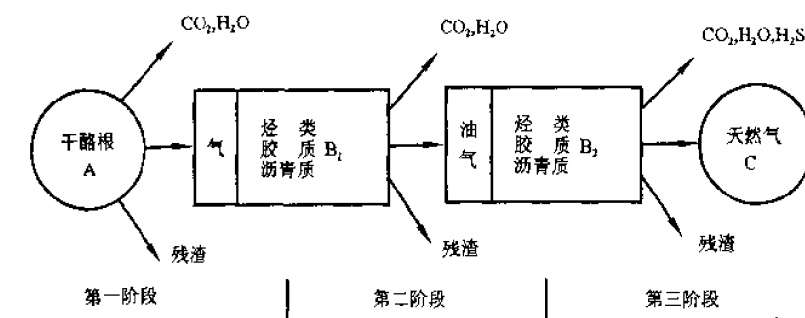 CO₂,H₂O
CO₂,H₂O
CO₂,H₂O,H₂S
干酪根
A
气
烃 类
胶 质 B₁
沥青质
油
气
烃 类
胶 质 B₂
沥青质
天然气
C
残渣
残渣
残渣
第一阶段
第二阶段
第三阶段